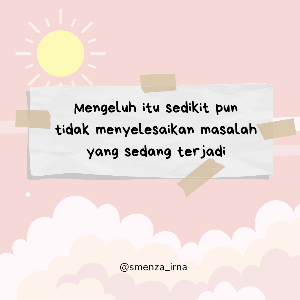 Mengeluh itu sedikit pun
tidak menyelesaikan masalah
yang sedang terjadi
@smenza_irna